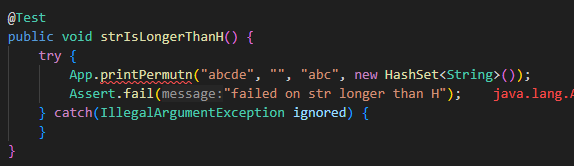 @Test
public void strIsLongerThanH() {
try {
App.printPermutn("abcde", "", "abc", new HashSet<String>());
Assert.fail(message:"failed on str longer than H"); java.lang.A
} catch(IllegalArgumentException ignored) {
}
}